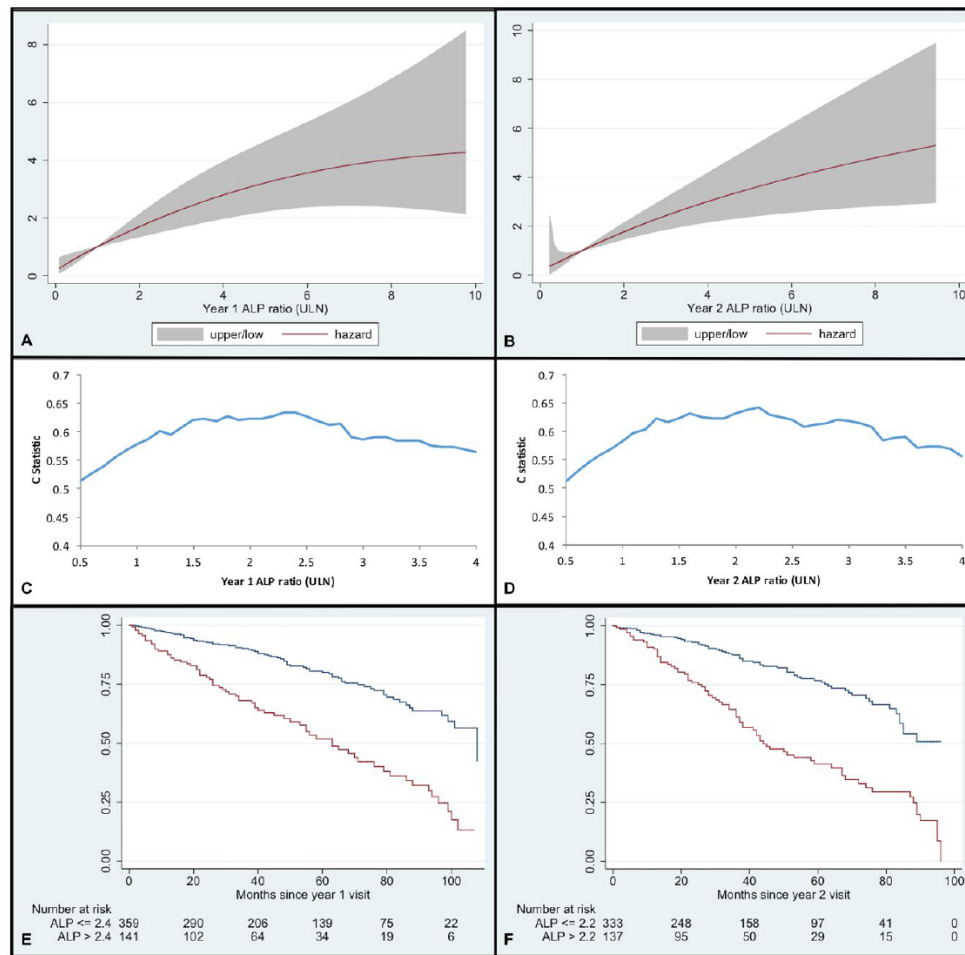 8
6
4
2
0
0 2 4 6 8 10
Year 1 ALP ratio (ULN)
upper/low hazard
A
10
8
6
4
2
0
0 2 4 6 8 10
Year 2 ALP ratio (ULN)
upper/low hazard
B
0.7
0.65
0.6
0.55
0.5
0.45
0.4
C Statistic
0.5 1 1.5 2 2.5 3 3.5 4
Year 1 ALP ratio (ULN)
C
0.7
0.65
0.6
0.55
0.5
0.45
0.4
C Statistic
0.5 1 1.5 2 2.5 3 3.5 4
Year 2 ALP ratio (ULN)
D
1.00
0.75
0.50
0.25
0.00
0 20 40 60 80 100
Months since year 1 visit
Number at risk
ALP <= 2.4 359 290 206 139 75 22
ALP > 2.4 141 102 64 34 19 6
E
1.00
0.75
0.50
0.25
0.00
0 20 40 60 80 100
Months since year 2 visit
Number at risk
ALP <= 2.2 333 248 158 97 41 0
ALP > 2.2 137 95 50 29 15 0
F